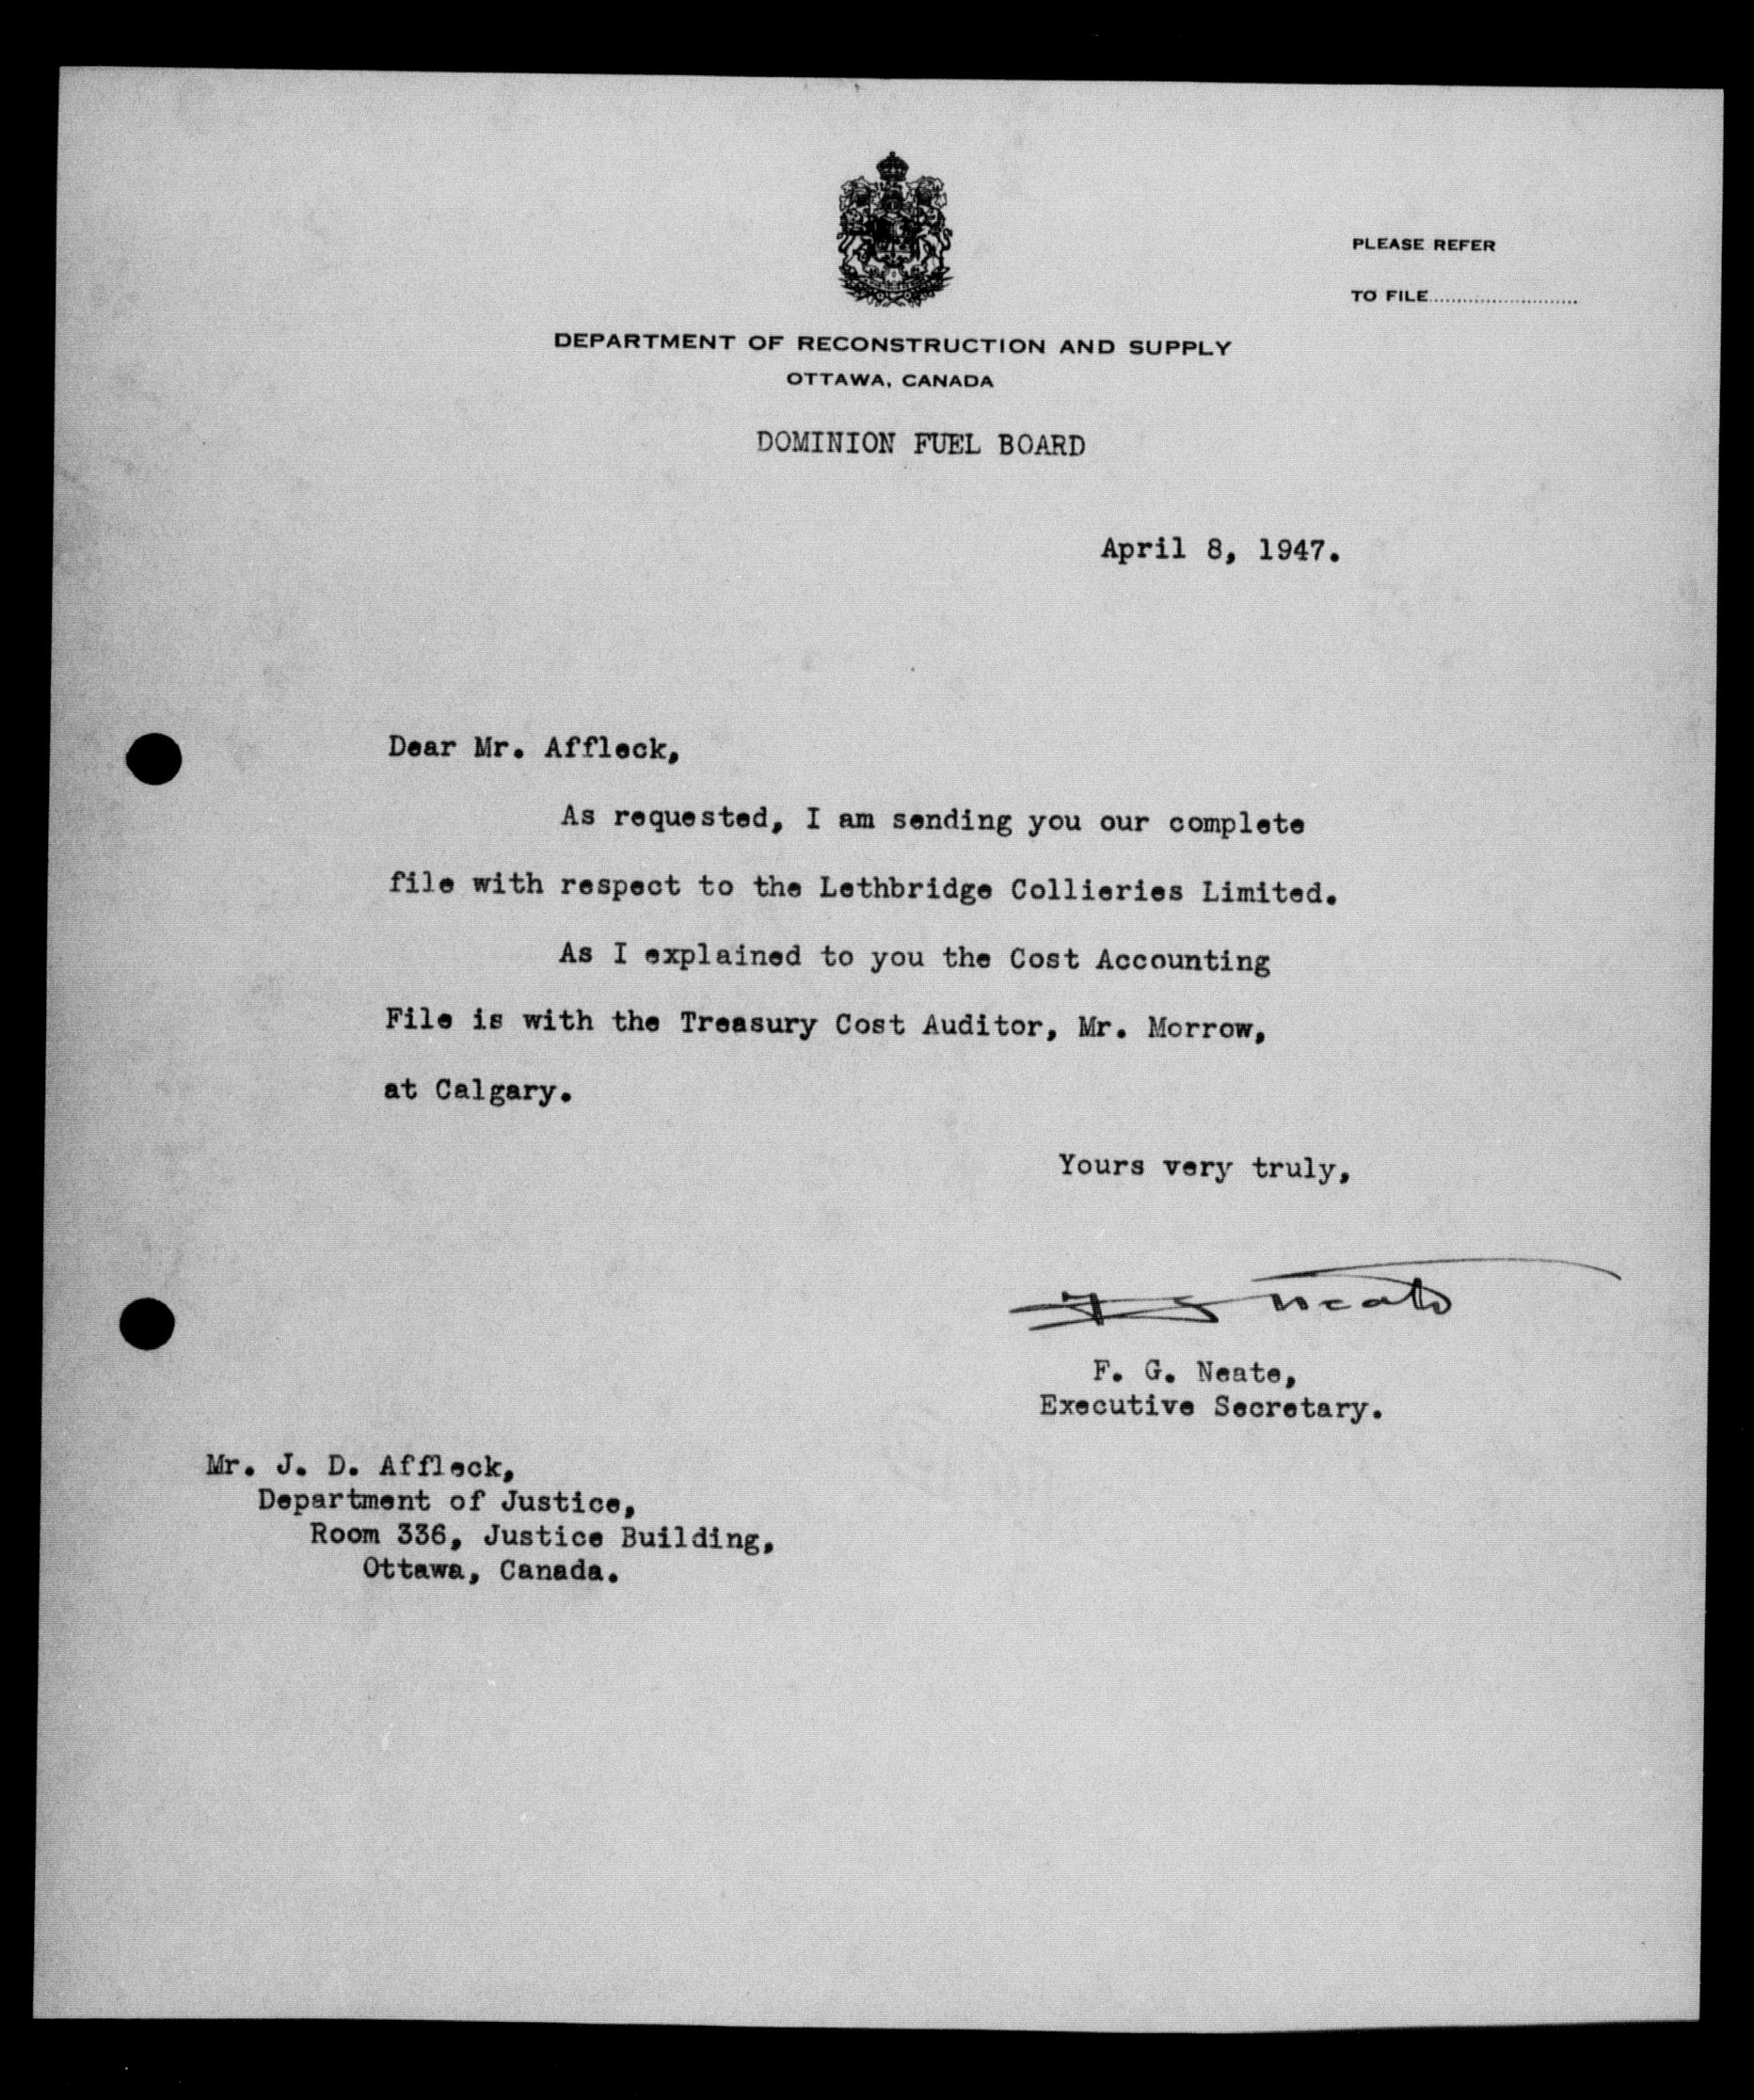 PLEASE REFER
TO FILE............................
DEPARTMENT OF RECONSTRUCTION AND SUPPLY
OTTAWA, CANADA
DOMINION FUEL BOARD
April 8, 1947.
Dear Mr. Affleck,
As requested, I am sending you our complete
file with respect to the Lethbridge Collieries Limited.
As I explained to you the Cost Accounting
File is with the Treasury Cost Auditor, Mr. Morrow,
at Calgary.
Yours very truly,
F G Neate
F. G. Neate,
Executive Secretary.
Mr. J. D. Affleck,
Department of Justice,
Room 336, Justice Building,
Ottawa, Canada.